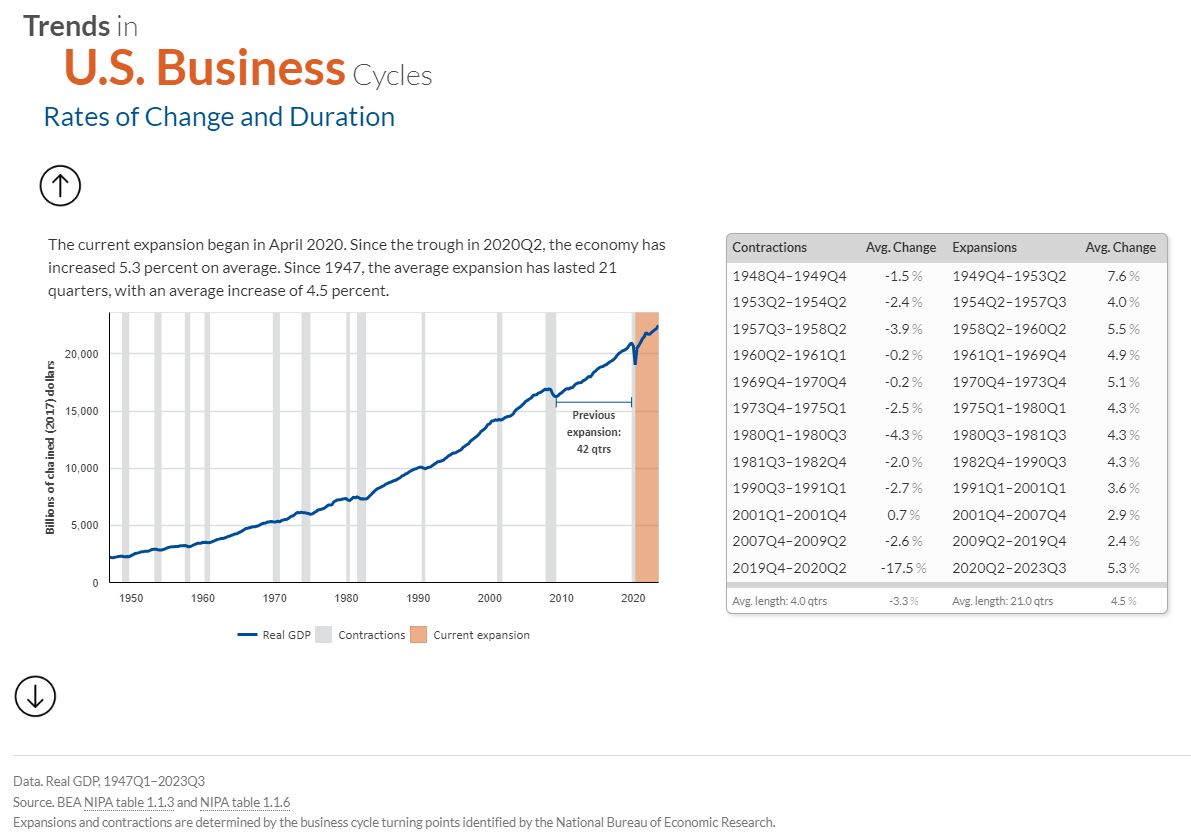 Trends in
U.S. Business Cycles
Rates of Change and Duration
The current expansion began in April 2020. Since the trough in 2020Q2, the economy has
increased 5.3 percent on average. Since 1947, the average expansion has lasted 21
quarters, with an average increase of 4.5 percent.
Billions of chained (2017) dollars
20,000
15,000
10,000
5,000
0
Previous
expansion:
42 qtrs
1950 1960 1970 1980 1990 2000 2010 2020
Real GDP Contractions Current expansion
Contractions Avg. Change Expansions Avg. Change
1948Q4–1949Q4 -1.5 % 1949Q4–1953Q2 7.6 %
1953Q2–1954Q2 -2.4 % 1954Q2–1957Q3 4.0 %
1957Q3–1958Q2 -3.9 % 1958Q2–1960Q2 5.5 %
1960Q2–1961Q1 -0.2 % 1961Q1–1969Q4 4.9 %
1969Q4–1970Q4 -0.2 % 1970Q4–1973Q4 5.1 %
1973Q4–1975Q1 -2.5 % 1975Q1–1980Q1 4.3 %
1980Q1–1980Q3 -4.3 % 1980Q3–1981Q3 4.3 %
1981Q3–1982Q4 -2.0 % 1982Q4–1990Q3 4.3 %
1990Q3–1991Q1 -2.7 % 1991Q1–2001Q1 3.6 %
2001Q1–2001Q4 0.7 % 2001Q4–2007Q4 2.9 %
2007Q4–2009Q2 -2.6 % 2009Q2–2019Q4 2.4 %
2019Q4–2020Q2 -17.5 % 2020Q2–2023Q3 5.3 %
Avg. length: 4.0 qtrs -3.3 % Avg. length: 21.0 qtrs 4.5 %
Data. Real GDP, 1947Q1–2023Q3
Source. BEA NIPA table 1.1.3 and NIPA table 1.1.6
Expansions and contractions are determined by the business cycle turning points identified by the National Bureau of Economic Research.